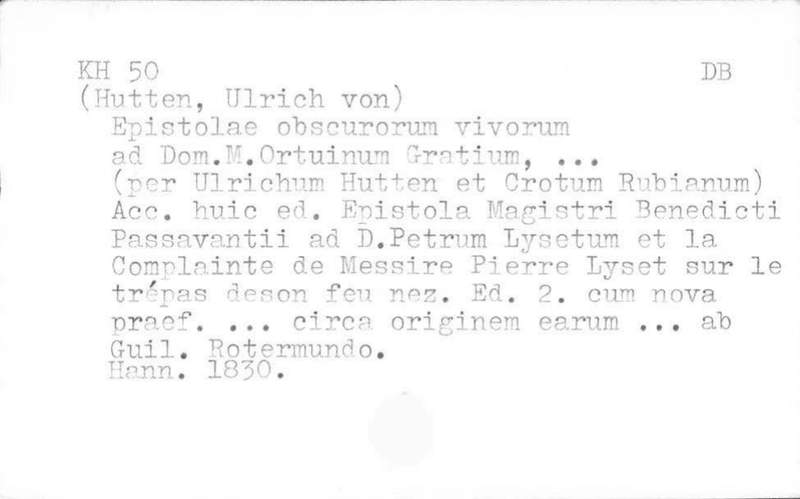 KH 50 DB
(Hutten, Ulrich von)
Epistolae obscurorum vivorum
ad Dom.M.Ortuinum Gratium, ...
(per Ulrichum Hutten et Crotum Rubianum)
Acc. huic ed. Epistola Magistri Benedicti
Passavantii ad D.Petrum Lysetum et la
Complainte de Messire Pierre Lyset sur le
trépas deson feu nez. Ed. 2. cum nova
praef. ... circa originem earum ... ab
Guil. Rotermundo.
Hann. 1830.